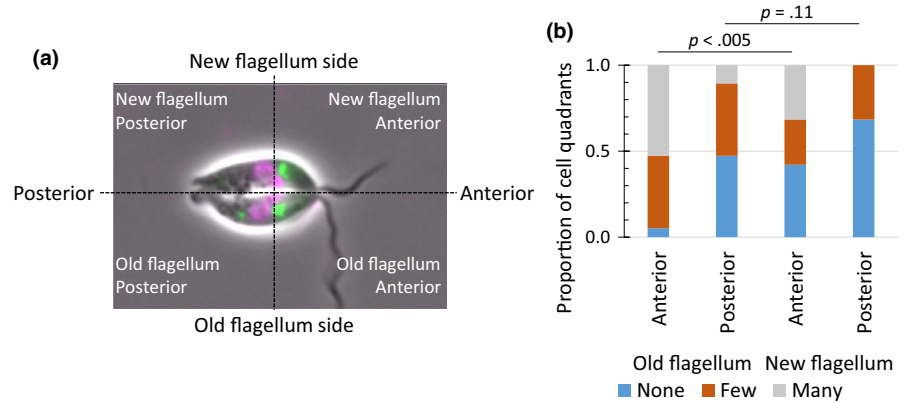 (a)
New flagellum side
New flagellum
Posterior
New flagellum
Anterior
Posterior
Anterior
Old flagellum
Posterior
Old flagellum
Anterior
Old flagellum side
(b)
p = .11
p < .005
Proportion of cell quadrants
1.0
0.5
0.0
Anterior
Posterior
Anterior
Posterior
Old flagellum
New flagellum
None
Few
Many